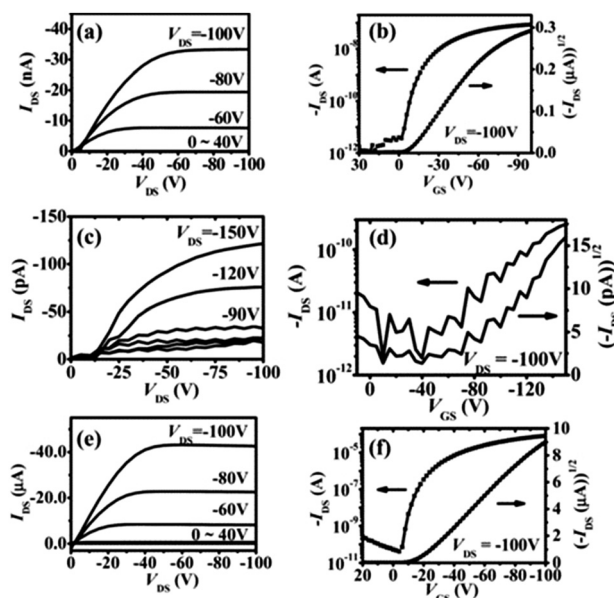 (a)
V_DS=-100V
-80V
-60V
0 ~ 40V
-40
-30
-20
-10
0
I_DS (nA)
0 -20 -40 -60 -80 -100
V_DS (V)
(b)
10^-8
10^-10
10^-12
-I_DS (A)
V_DS=-100V
0.3
0.2
0.1
0.0
(-I_DS (μA))^1/2
30 0 -30 -60 -90
V_GS (V)
(c)
V_DS=-150V
-120V
-90V
-150
-100
-50
0
I_DS (pA)
0 -25 -50 -75 -100
V_DS (V)
(d)
10^-10
10^-11
10^-12
-I_DS (A)
V_DS = -100V
15
10
5
0
(-I_DS (pA))^1/2
0 -40 -80 -120
V_GS (V)
(e)
V_DS=-100V
-80V
-60V
0 ~ 40V
-40.0
-20.0
0.0
I_DS (μA)
0 -20 -40 -60 -80 -100
V_DS (V)
(f)
10^-5
10^-7
10^-9
10^-11
-I_DS (A)
V_DS = -100V
10
8
6
4
2
0
(-I_DS (μA))^1/2
20 0 -20 -40 -60 -80 -100
V_GS (V)